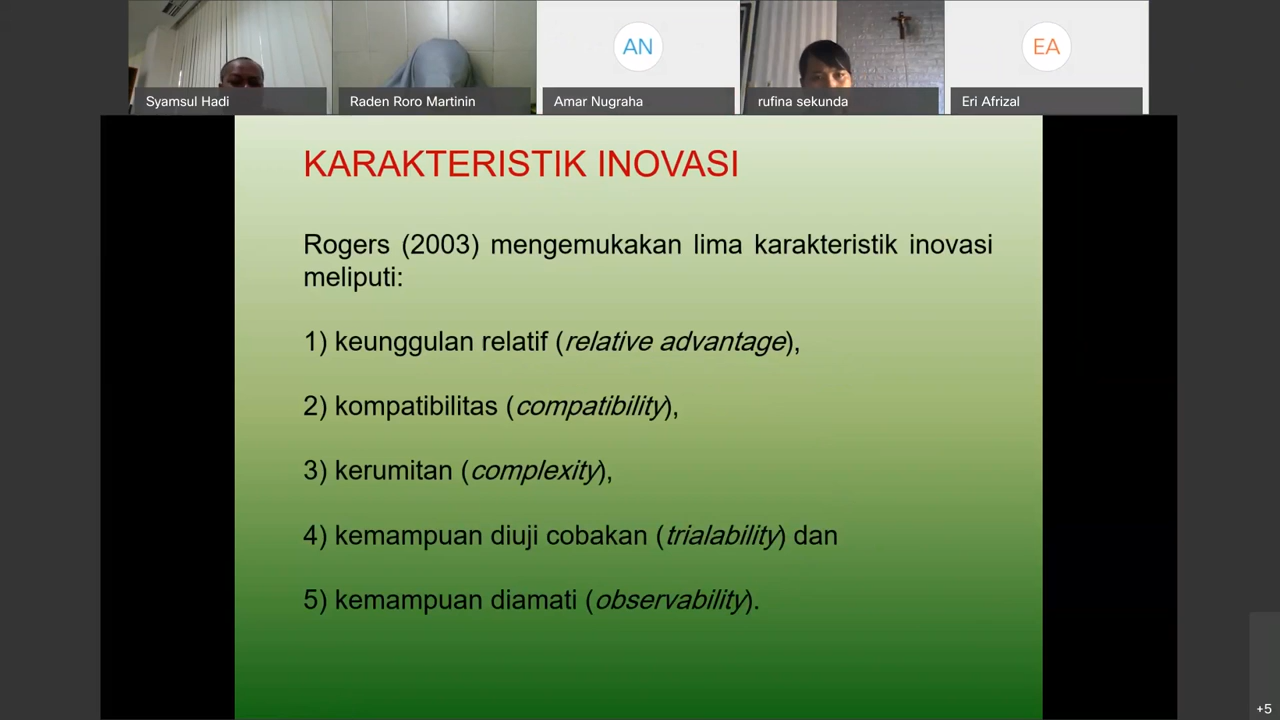 AN
EA
Syamsul Hadi
Raden Roro Martinin
Amar Nugraha
rufina sekunda
Eri Afrizal
KARAKTERISTIK INOVASI
Rogers (2003) mengemukakan lima karakteristik inovasi
meliputi:
1) keunggulan relatif (relative advantage),
2) kompatibilitas (compatibility),
3) kerumitan (complexity),
4) kemampuan diuji cobakan (trialability) dan
5) kemampuan diamati (observability).
+5